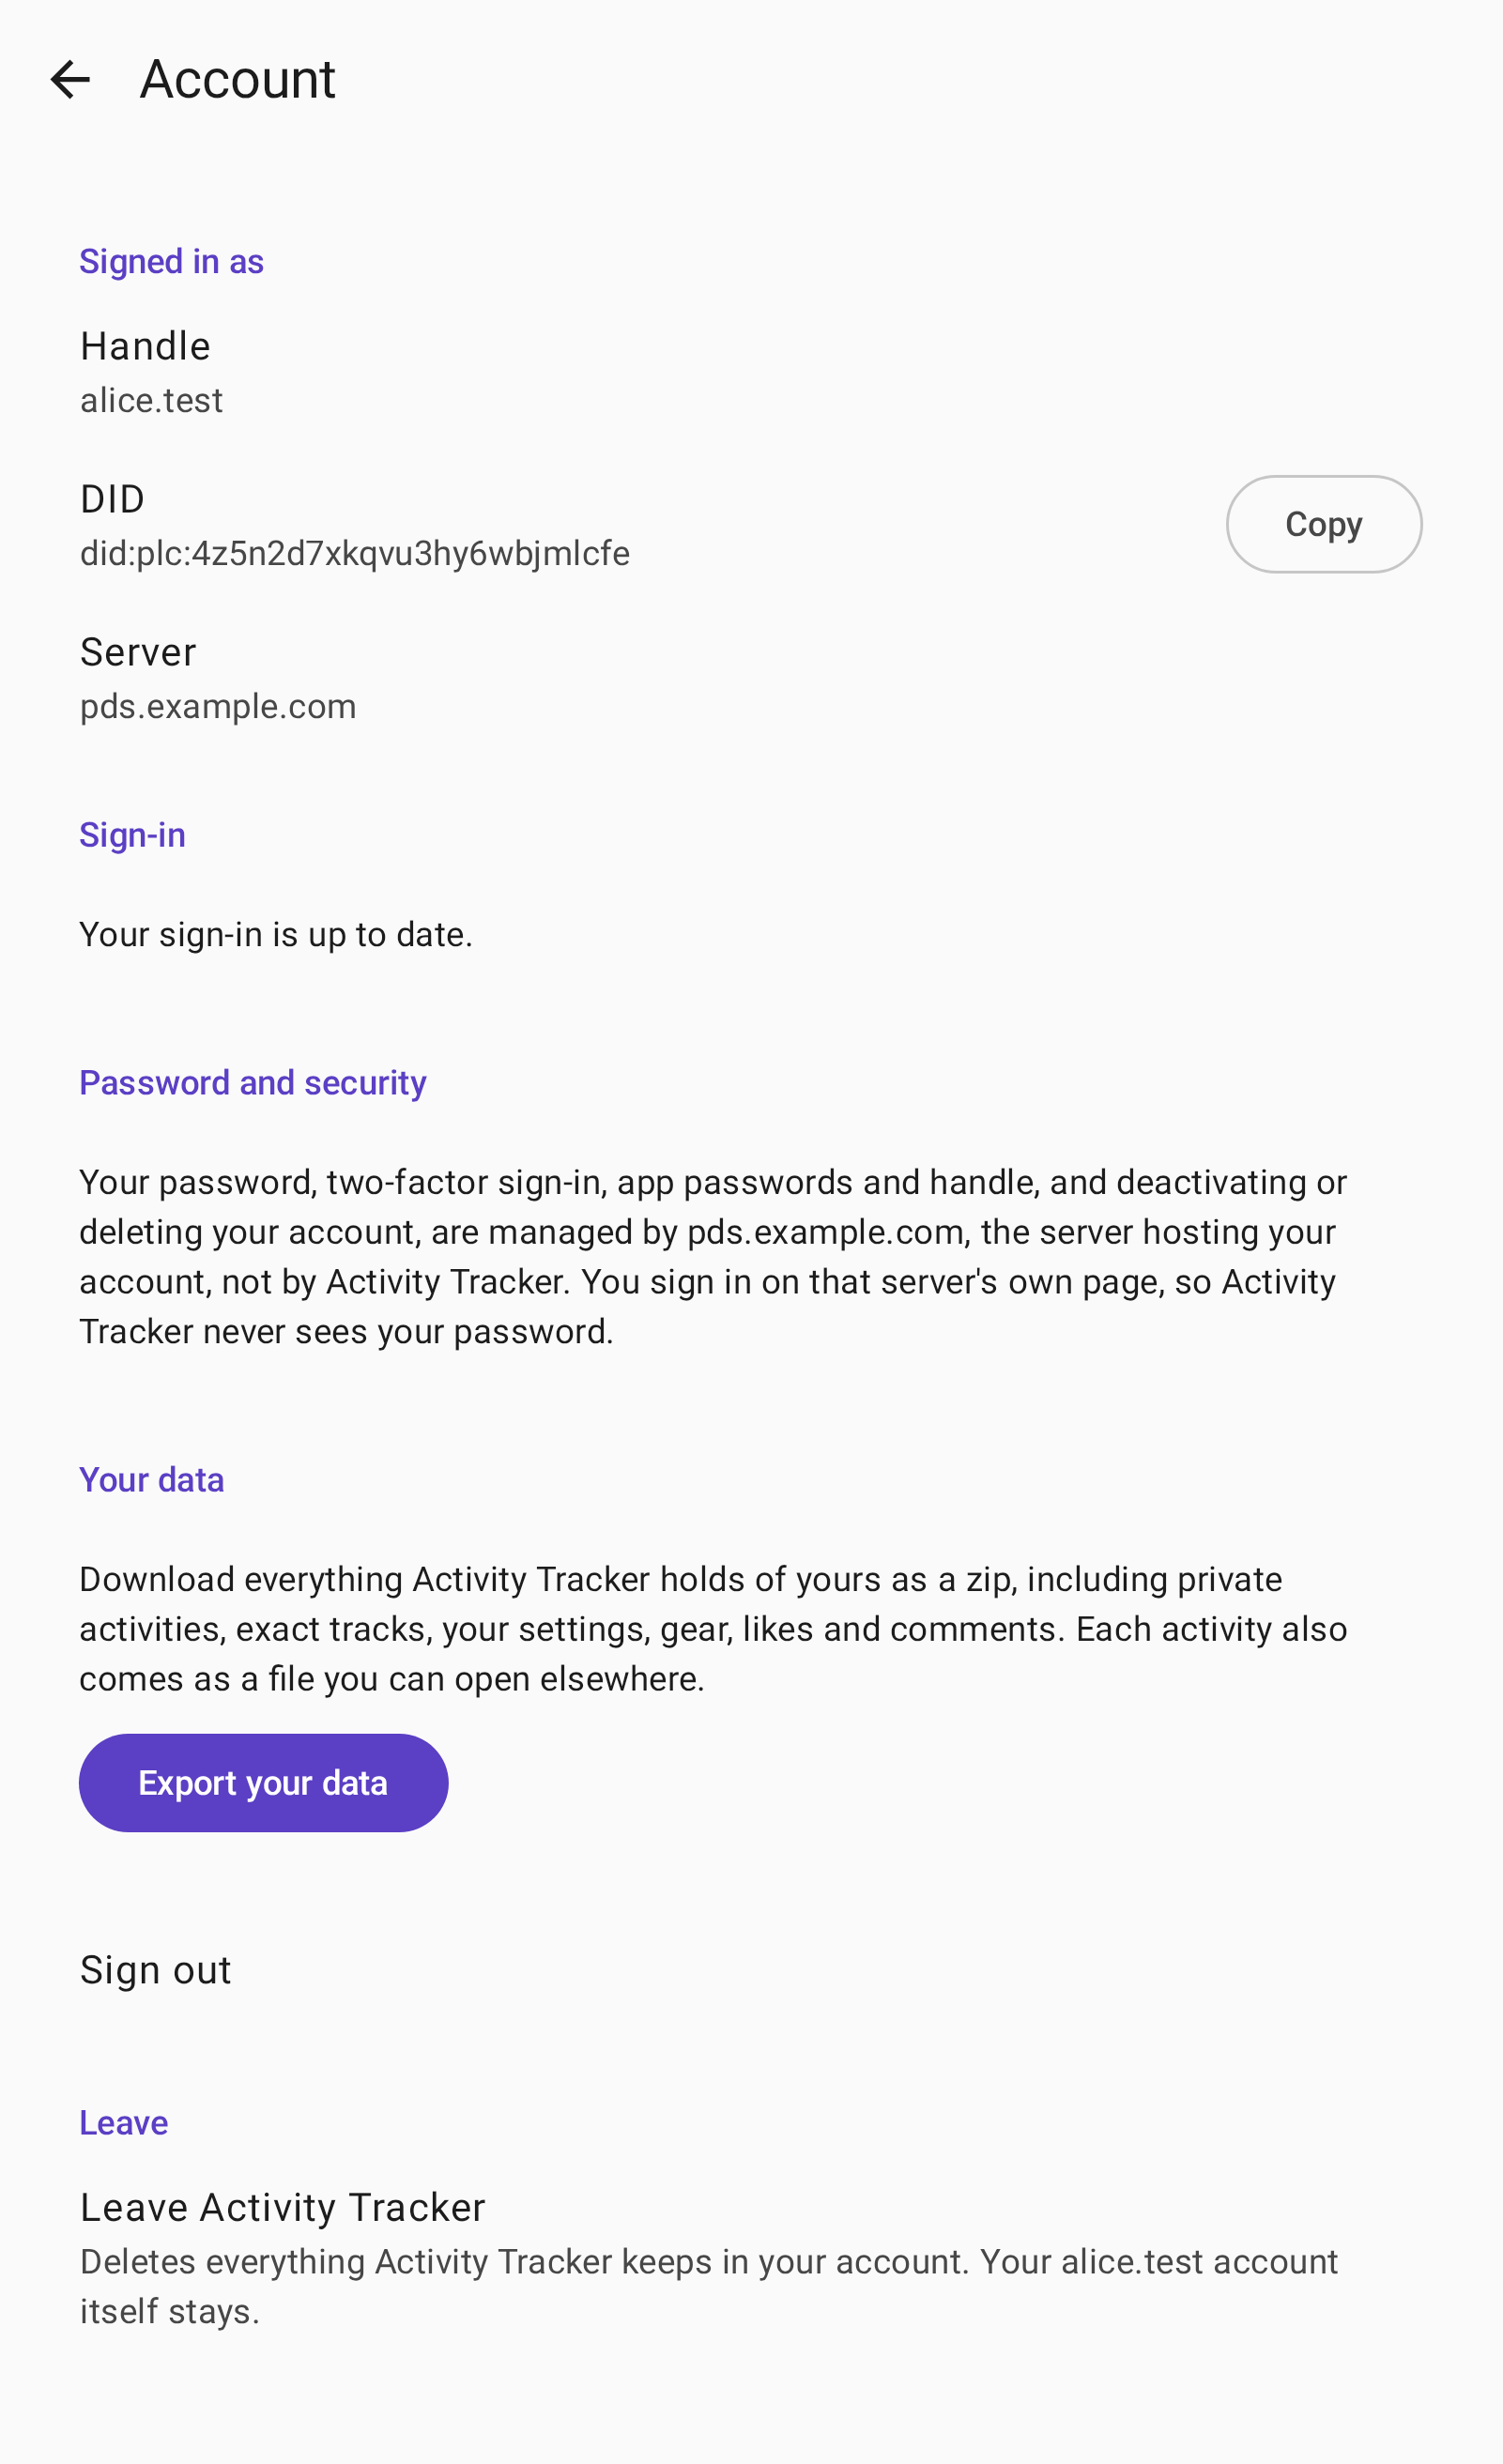 Account
Signed in as
Handle
alice.test
DID
did:plc:4z5n2d7xkqvu3hy6wbjmlcfe
Copy
Server
pds.example.com
Sign-in
Your sign-in is up to date.
Password and security
Your password, two-factor sign-in, app passwords and handle, and deactivating or
deleting your account, are managed by pds.example.com, the server hosting your
account, not by Activity Tracker. You sign in on that server's own page, so Activity
Tracker never sees your password.
Your data
Download everything Activity Tracker holds of yours as a zip, including private
activities, exact tracks, your settings, gear, likes and comments. Each activity also
comes as a file you can open elsewhere.
Export your data
Sign out
Leave
Leave Activity Tracker
Deletes everything Activity Tracker keeps in your account. Your alice.test account
itself stays.